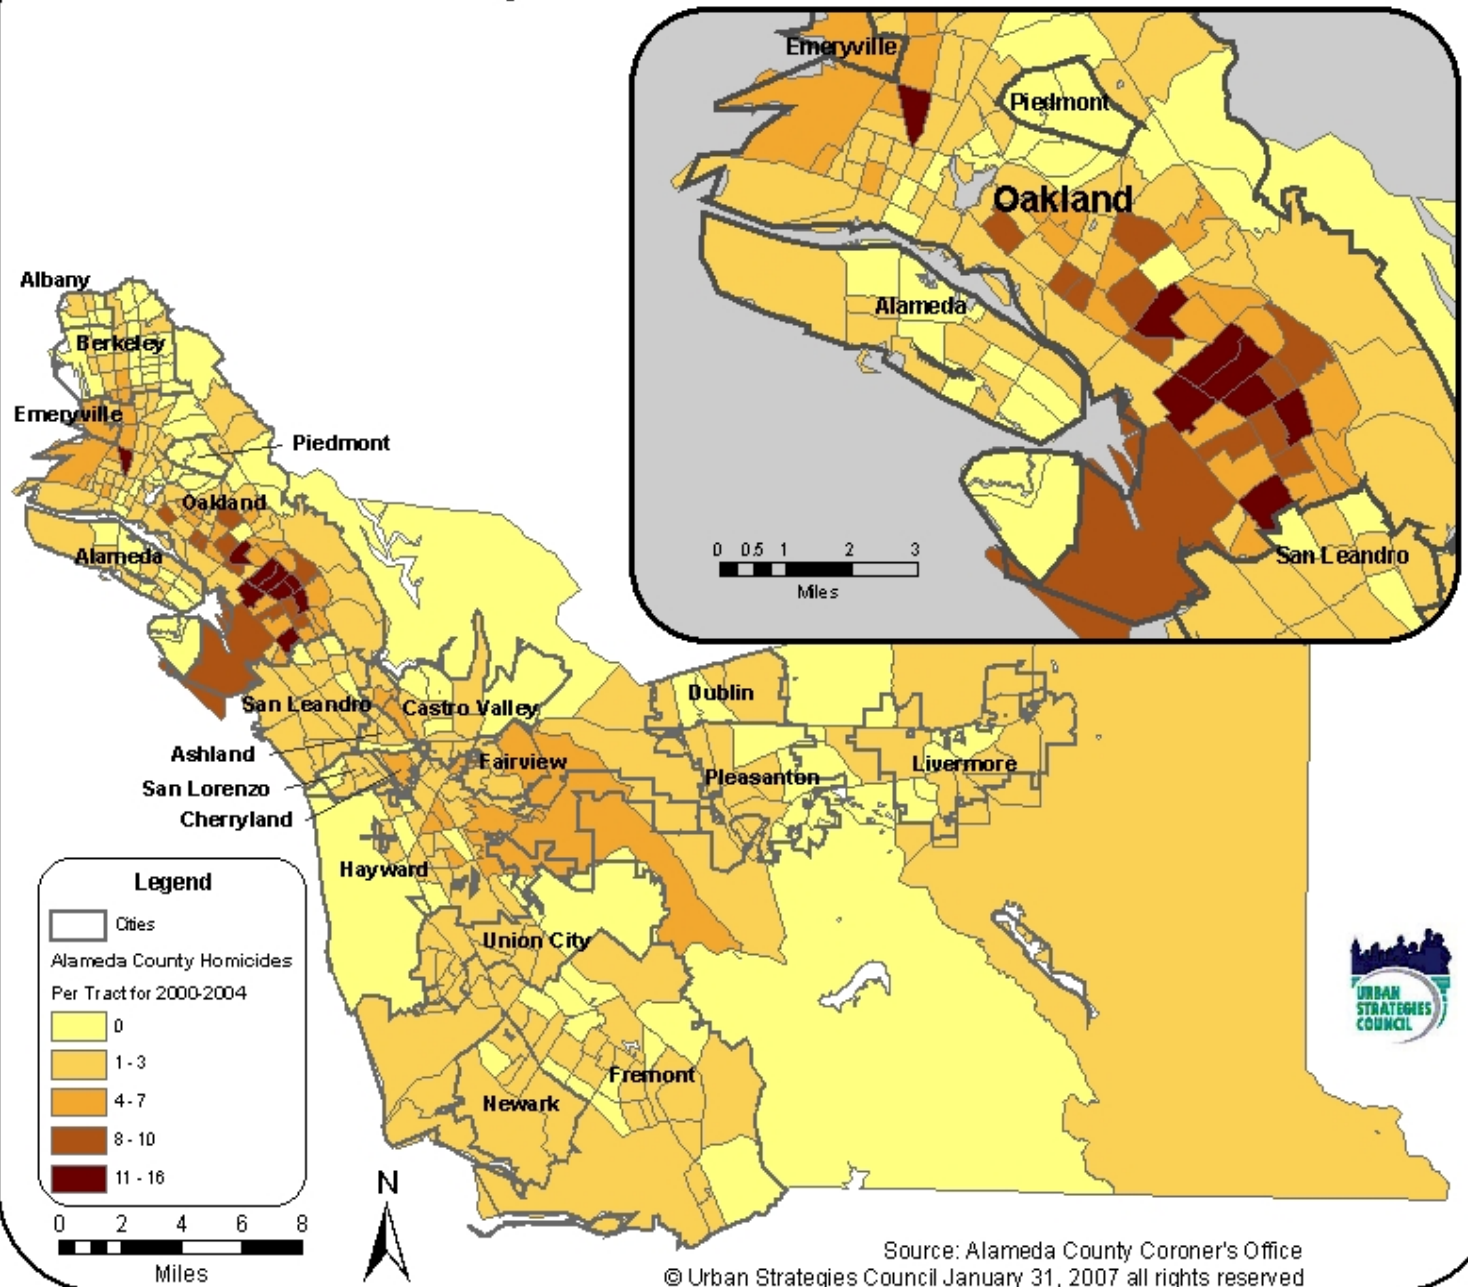 Emeryville
Piedmont
Oakland
Alameda
San Leandro
0 0.5 1 2 3
Miles
Albany
Berkeley
Emeryville
Piedmont
Oakland
Alameda
San Leandro
Castro Valley
Dublin
Ashland
Fairview
Pleasanton
Livermore
San Lorenzo
Cherryland
Hayward
Union City
Fremont
Newark
Legend
Cities
Alameda County Homicides
Per Tract for 2000-2004
0
1 - 3
4 - 7
8 - 10
11 - 16
0 2 4 6 8
Miles
N
URBAN
STRATEGIES
COUNCIL
Source: Alameda County Coroner's Office
© Urban Strategies Council January 31, 2007 all rights reserved